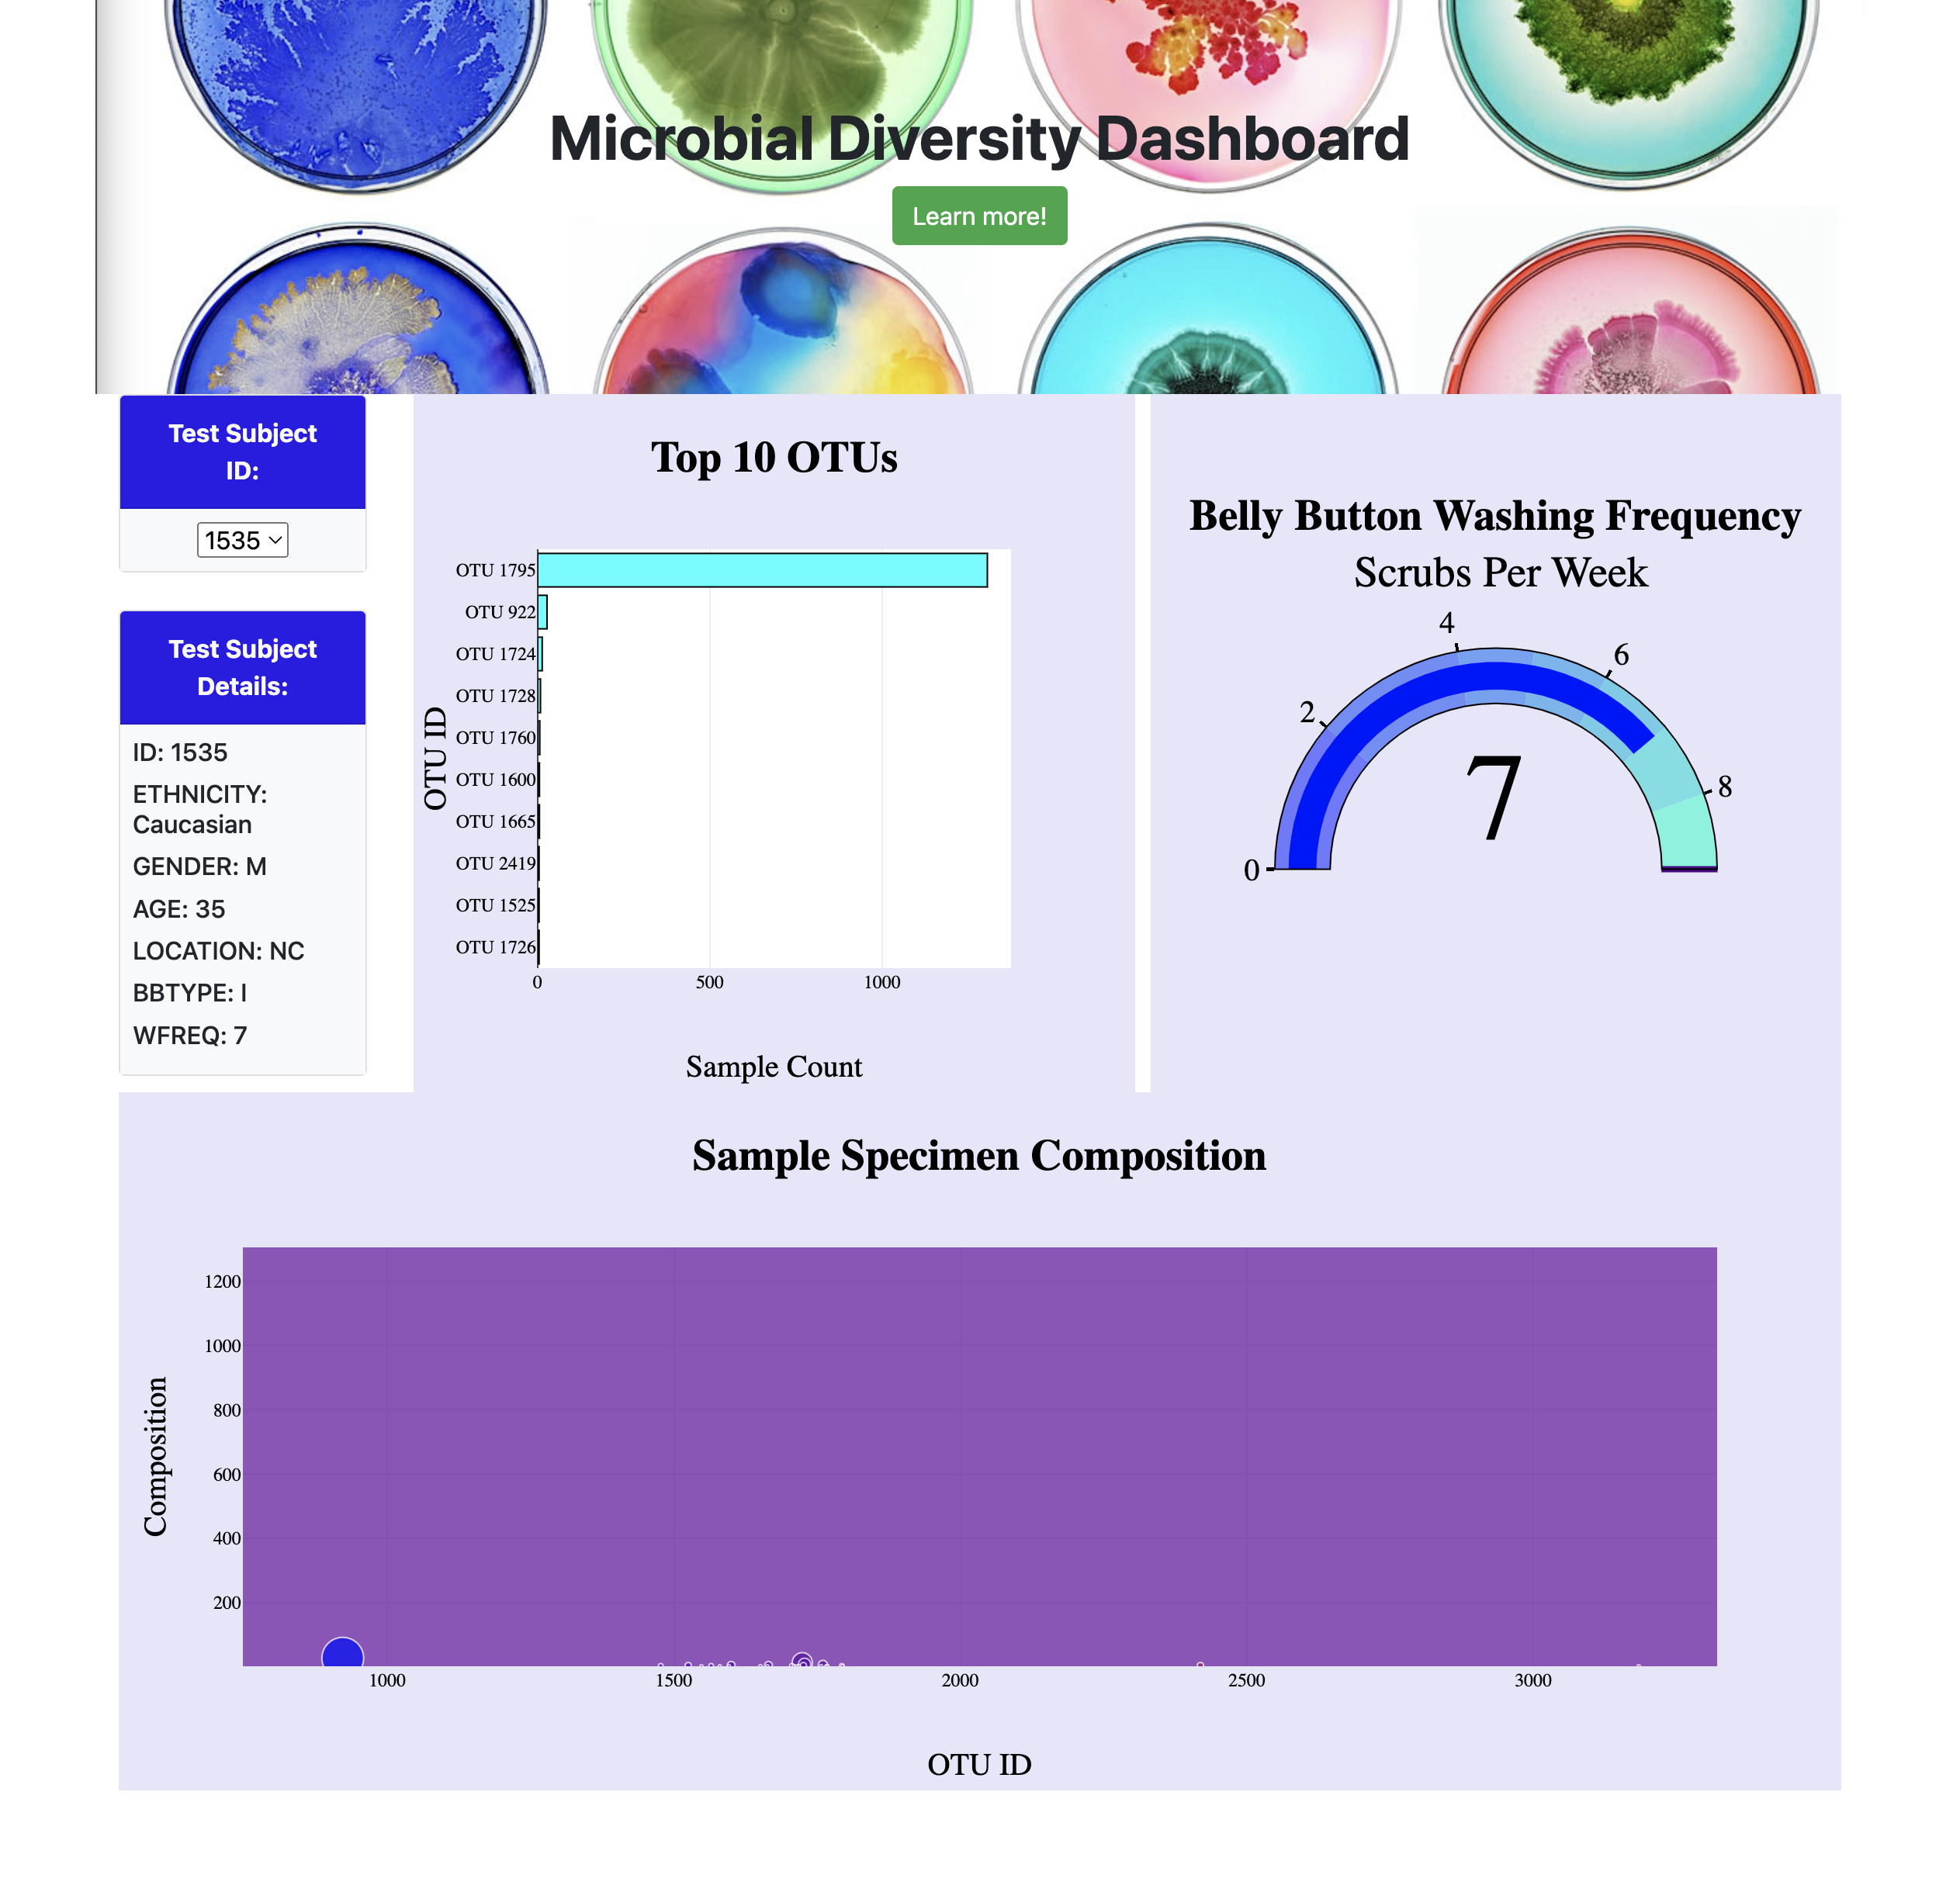 Microbial Diversity Dashboard
Learn more!
Test Subject
ID:
1535
Test Subject
Details:
ID: 1535
ETHNICITY:
Caucasian
GENDER: M
AGE: 35
LOCATION: NC
BBTYPE: I
WFREQ: 7
Top 10 OTUs
OTU ID
OTU 1795
OTU 922
OTU 1724
OTU 1728
OTU 1760
OTU 1600
OTU 1665
OTU 2419
OTU 1525
OTU 1726
0 500 1000
Sample Count
Belly Button Washing Frequency
Scrubs Per Week
0 2 4 6 8
7
Sample Specimen Composition
Composition
1200
1000
800
600
400
200
1000 1500 2000 2500 3000
OTU ID